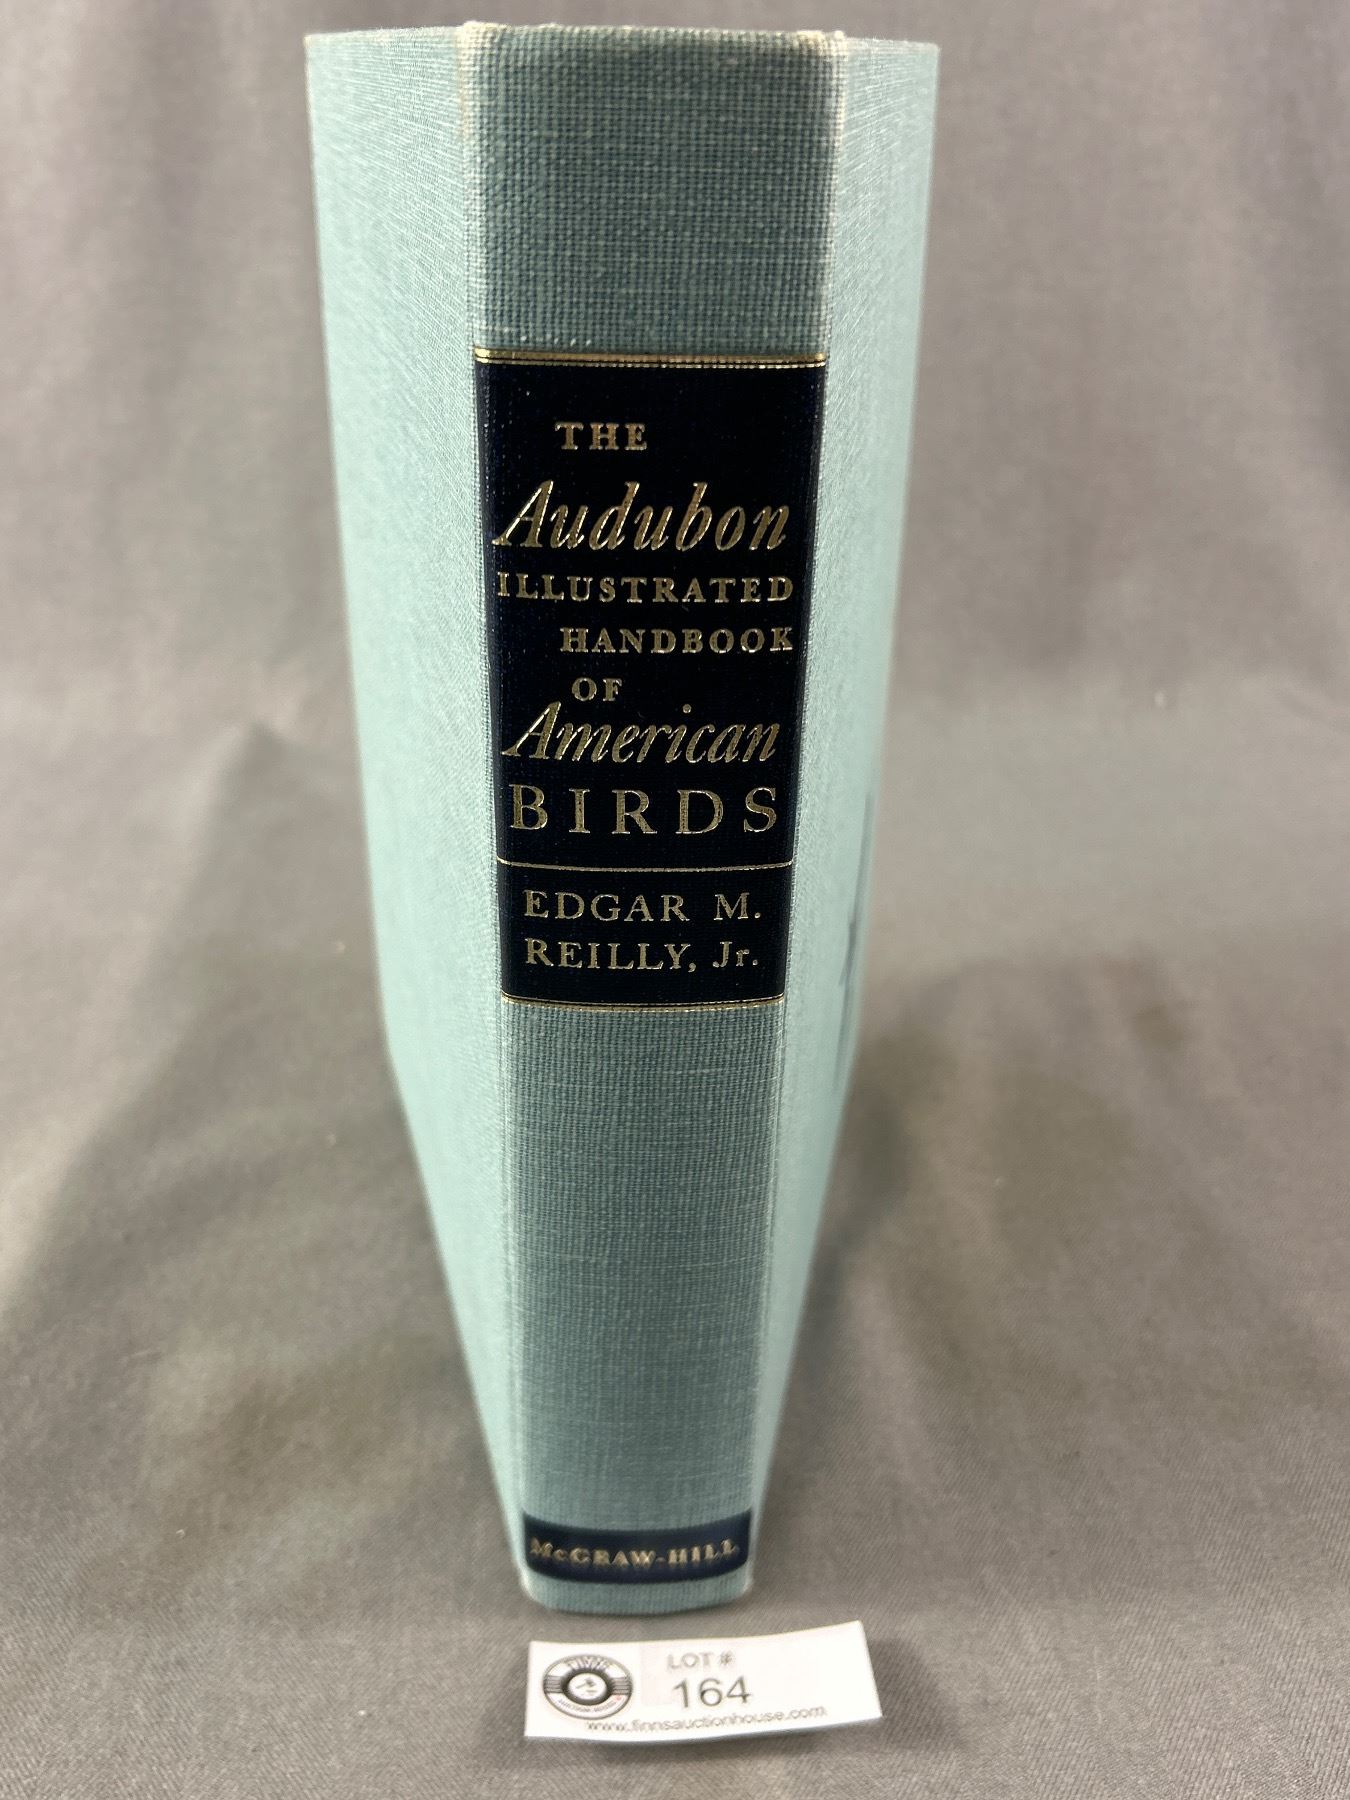 THE
Audubon
ILLUSTRATED
HANDBOOK
OF
American
BIRDS
EDGAR M.
REILLY, Jr.
McGRAW-HILL
LOT #
164
www.finnsauctionhouse.com